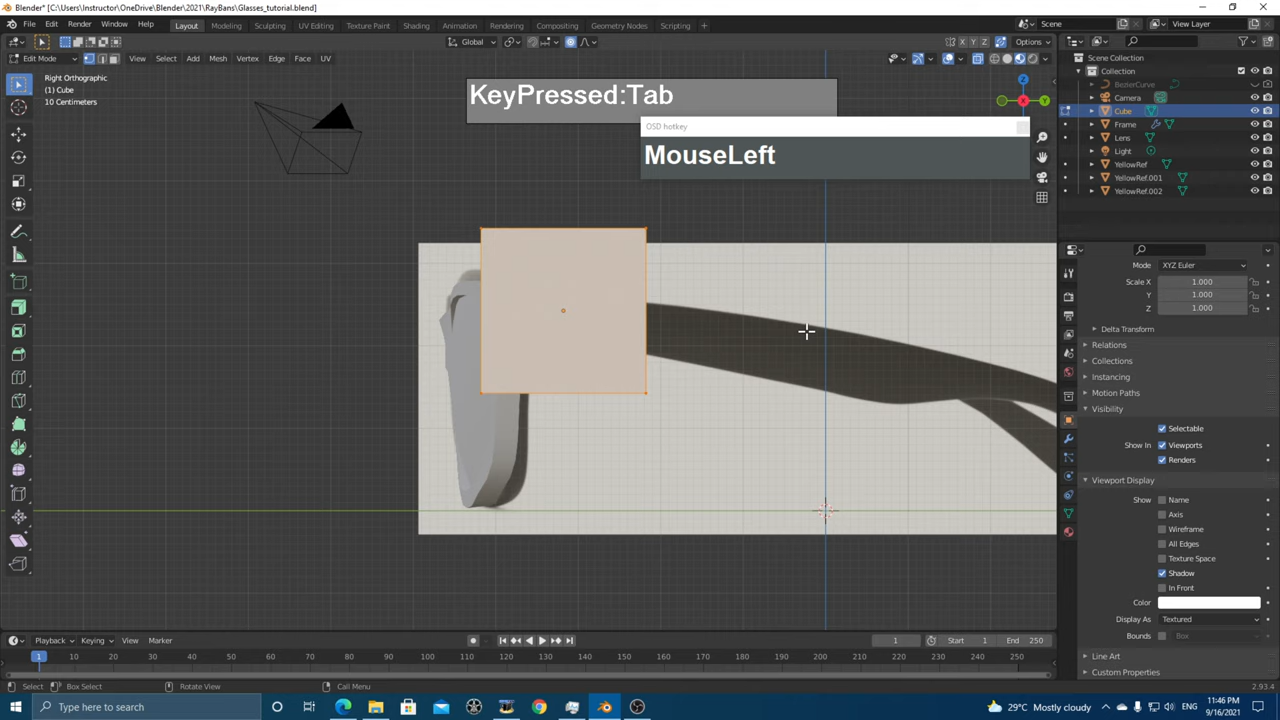 Blender* [C:\Users\Instructor\OneDrive\Blender\2021\RayBans\Glasses_tutorial.blend]
File Edit Render Window Help Layout Modeling Sculpting UV Editing Texture Paint Shading Animation Rendering Compositing Geometry Nodes Scripting Scene View Layer
Global X Y Z Options
Edit Mode View Select Add Mesh Vertex Edge Face UV
Right Orthographic
(1) Cube
10 Centimeters
KeyPressed:Tab
OSD hotkey
MouseLeft
Z
X
Y
Scene Collection
Collection
BezierCurve
Camera
Cube
Frame
Lens
Light
YellowRef
YellowRef.001
YellowRef.002
Mode XYZ Euler
Scale X 1.000
Y 1.000
Z 1.000
Delta Transform
Relations
Collections
Instancing
Motion Paths
Visibility
Selectable
Show In Viewports
Renders
Viewport Display
Show Name
Axis
Wireframe
All Edges
Texture Space
Shadow
In Front
Color
Display As Textured
Bounds Box
Line Art
Custom Properties
Playback Keying View Marker 1 Start 1 End 250
1 10 20 30 40 50 60 70 80 90 100 110 120 130 140 150 160 170 180 190 200 210 220 230 240 250
Select Box Select Rotate View Call Menu 2.93.4
Type here to search 29°C Mostly cloudy 11:46 PM
9/16/2021